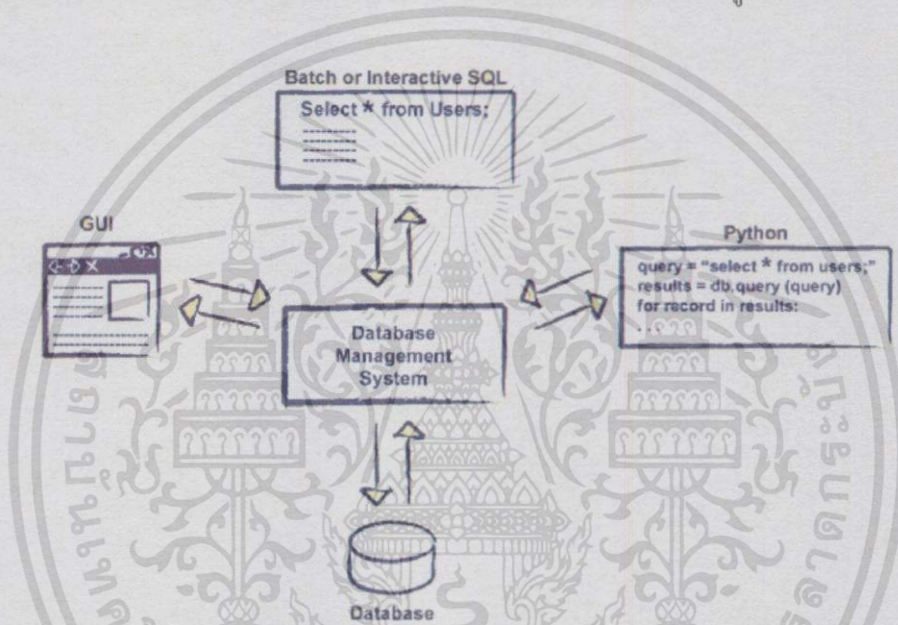 Batch or Interactive SQL
Select * from Users;
GUI
Python
query = "select * from users;"
results = db.query (query)
for record in results:
. . .
Database
Management
System
Database